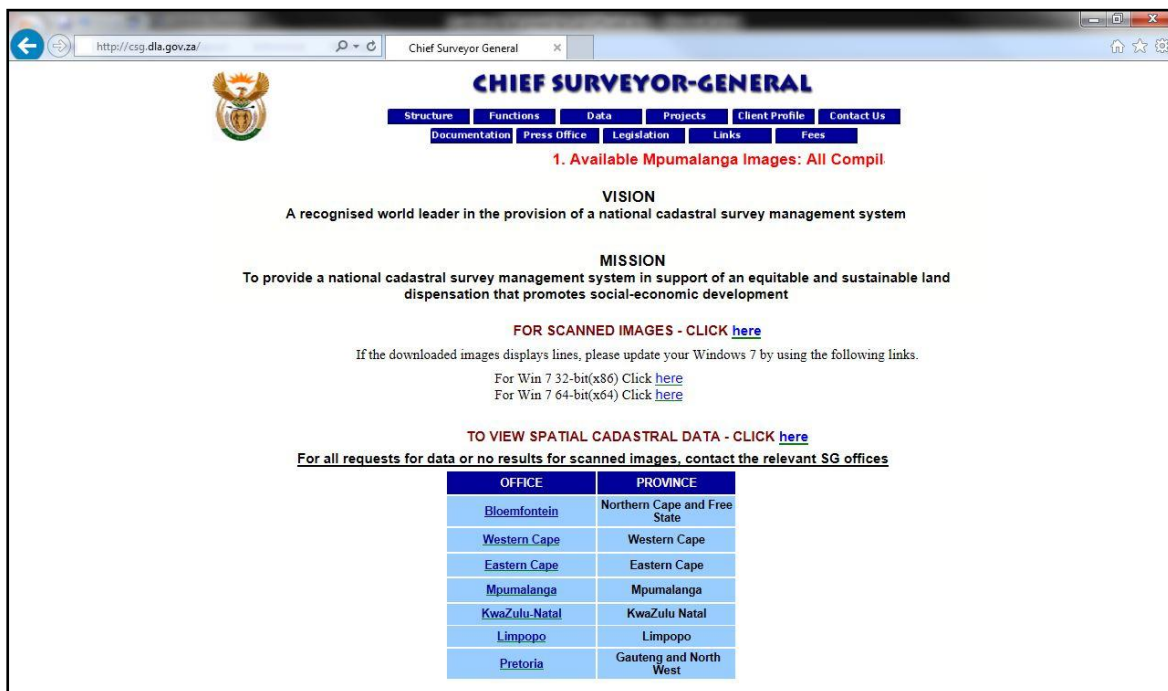 http://csg.dla.gov.za/
Chief Surveyor General
CHIEF SURVEYOR-GENERAL
Structure Functions Data Projects Client Profile Contact Us
Documentation Press Office Legislation Links Fees
1. Available Mpumalanga Images: All Compil
VISION
A recognised world leader in the provision of a national cadastral survey management system
MISSION
To provide a national cadastral survey management system in support of an equitable and sustainable land
dispensation that promotes social-economic development
FOR SCANNED IMAGES - CLICK here
If the downloaded images displays lines, please update your Windows 7 by using the following links.
For Win 7 32-bit(x86) Click here
For Win 7 64-bit(x64) Click here
TO VIEW SPATIAL CADASTRAL DATA - CLICK here
For all requests for data or no results for scanned images, contact the relevant SG offices
OFFICE PROVINCE
Bloemfontein Northern Cape and Free
State
Western Cape Western Cape
Eastern Cape Eastern Cape
Mpumalanga Mpumalanga
KwaZulu-Natal KwaZulu Natal
Limpopo Limpopo
Pretoria Gauteng and North
West